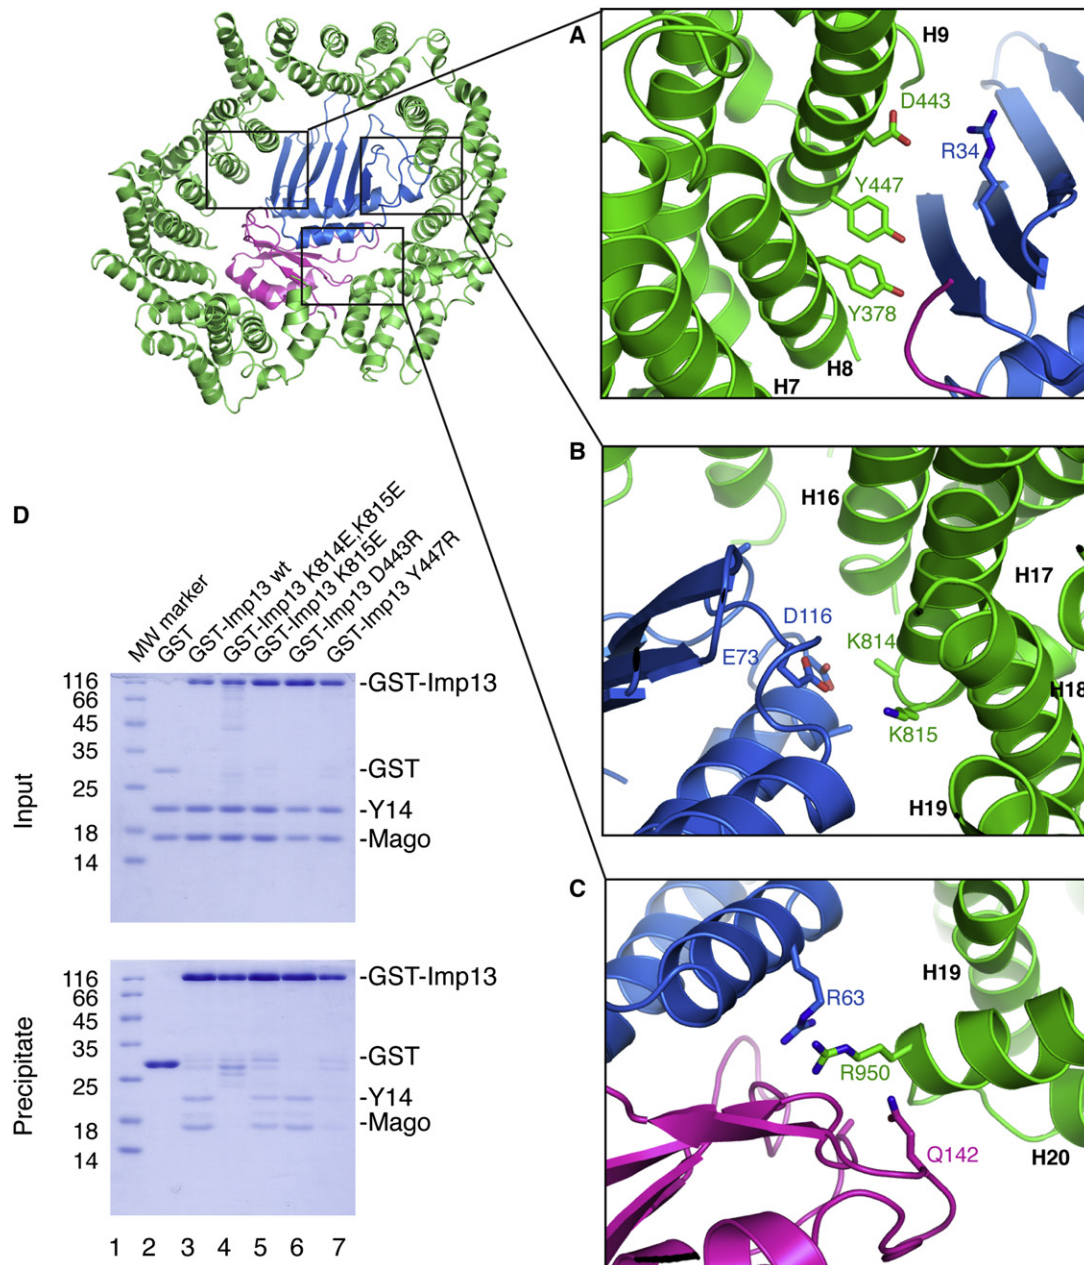 A
H9
D443
R34
Y447
Y378
H8
H7
B
H16
H17
D116
E73
K814
H18
K815
H19
C
H19
R63
R950
Q142
H20
D
MW marker
GST
GST-Imp13 wt
GST-Imp13 K814E,K815E
GST-Imp13 K815E
GST-Imp13 D443R
GST-Imp13 Y447R
Input
116
66
45
35
25
18
14
-GST-Imp13
-GST
-Y14
-Mago
Precipitate
116
66
45
35
25
18
14
-GST-Imp13
-GST
-Y14
-Mago
1 2 3 4 5 6 7